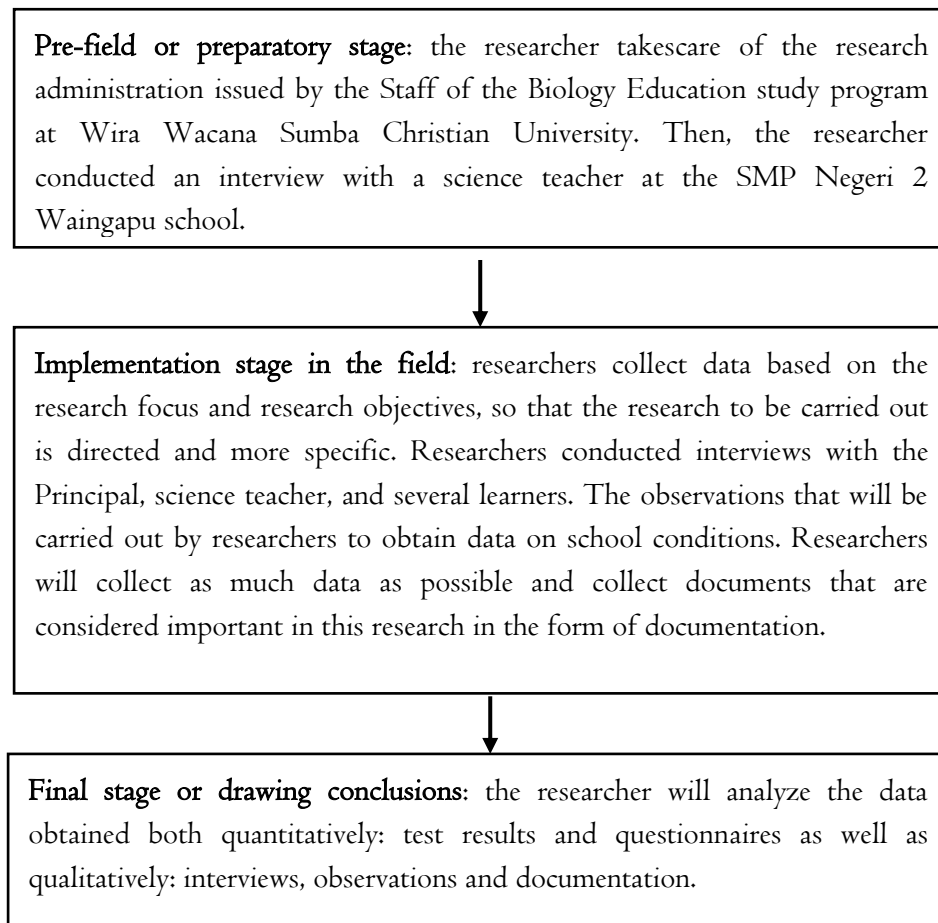 Pre-field or preparatory stage: the researcher takescare of the research
administration issued by the Staff of the Biology Education study program
at Wira Wacana Sumba Christian University. Then, the researcher
conducted an interview with a science teacher at the SMP Negeri 2
Waingapu school.
Implementation stage in the field: researchers collect data based on the
research focus and research objectives, so that the research to be carried out
is directed and more specific. Researchers conducted interviews with the
Principal, science teacher, and several learners. The observations that will be
carried out by researchers to obtain data on school conditions. Researchers
will collect as much data as possible and collect documents that are
considered important in this research in the form of documentation.
Final stage or drawing conclusions: the researcher will analyze the data
obtained both quantitatively: test results and questionnaires as well as
qualitatively: interviews, observations and documentation.